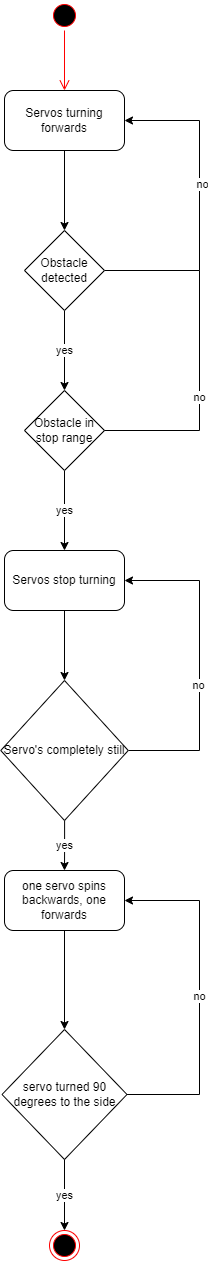 Servos turning
forwards
no
Obstacle
detected
yes
no
Obstacle in
stop range
yes
Servos stop turning
no
Servo's completely still
yes
one servo spins
backwards, one
forwards
no
servo turned 90
degrees to the side
yes